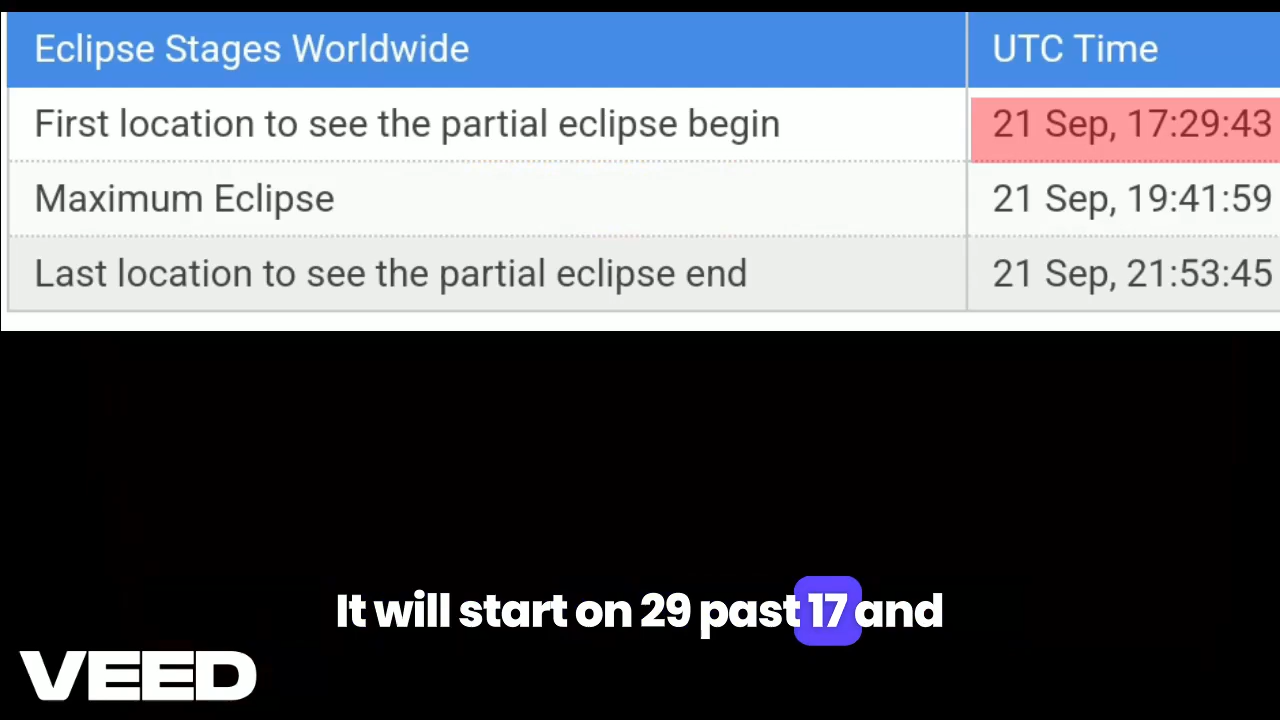 Eclipse Stages Worldwide UTC Time
First location to see the partial eclipse begin 21 Sep, 17:29:43
Maximum Eclipse 21 Sep, 19:41:59
Last location to see the partial eclipse end 21 Sep, 21:53:45
It will start on 29 past 17 and
VEED